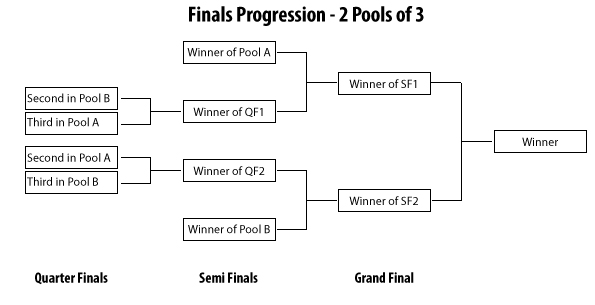 Finals Progression - 2 Pools of 3
Winner of Pool A
Second in Pool B
Third in Pool A
Winner of QF1
Winner of SF1
Second in Pool A
Third in Pool B
Winner of QF2
Winner of Pool B
Winner of SF2
Winner
Quarter Finals
Semi Finals
Grand Final